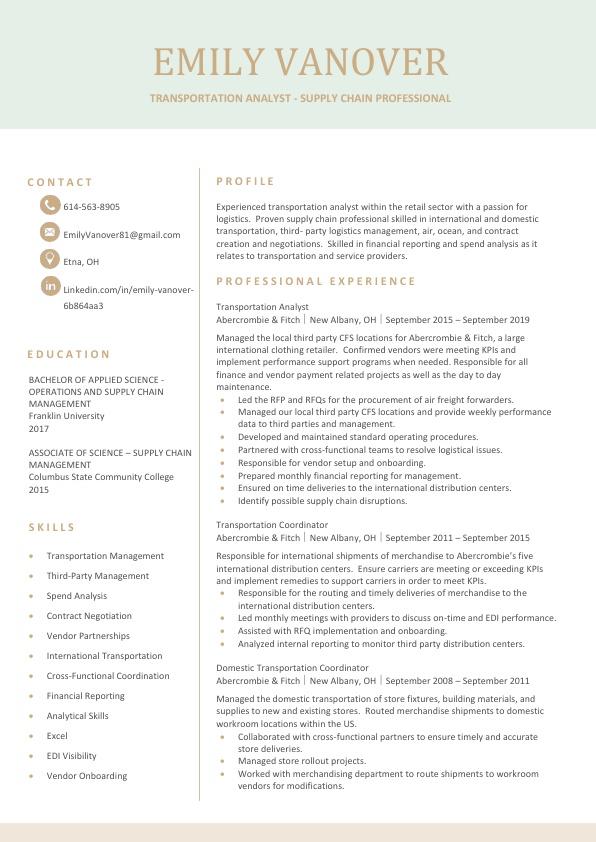 EMILY VANOVER
TRANSPORTATION ANALYST - SUPPLY CHAIN PROFESSIONAL
CONTACT
614-563-8905
EmilyVanover81@gmail.com
Etna, OH
in
Linkedin.com/in/emily-vanover-
6b864aa3
EDUCATION
BACHELOR OF APPLIED SCIENCE -
OPERATIONS AND SUPPLY CHAIN
MANAGEMENT
Franklin University
2017
ASSOCIATE OF SCIENCE – SUPPLY CHAIN
MANAGEMENT
Columbus State Community College
2015
SKILLS
• Transportation Management
• Third-Party Management
• Spend Analysis
• Contract Negotiation
• Vendor Partnerships
• International Transportation
• Cross-Functional Coordination
• Financial Reporting
• Analytical Skills
• Excel
• EDI Visibility
• Vendor Onboarding
PROFILE
Experienced transportation analyst within the retail sector with a passion for
logistics. Proven supply chain professional skilled in international and domestic
transportation, third- party logistics management, air, ocean, and contract
creation and negotiations. Skilled in financial reporting and spend analysis as it
relates to transportation and service providers.
PROFESSIONAL EXPERIENCE
Transportation Analyst
Abercrombie & Fitch | New Albany, OH | September 2015 – September 2019
Managed the local third party CFS locations for Abercrombie & Fitch, a large
international clothing retailer. Confirmed vendors were meeting KPIs and
implement performance support programs when needed. Responsible for all
finance and vendor payment related projects as well as the day to day
maintenance.
• Led the RFP and RFQs for the procurement of air freight forwarders.
• Managed our local third party CFS locations and provide weekly performance
data to third parties and management.
• Developed and maintained standard operating procedures.
• Partnered with cross-functional teams to resolve logistical issues.
• Responsible for vendor setup and onboarding.
• Prepared monthly financial reporting for management.
• Ensured on time deliveries to the international distribution centers.
• Identify possible supply chain disruptions.
Transportation Coordinator
Abercrombie & Fitch | New Albany, OH | September 2011 – September 2015
Responsible for international shipments of merchandise to Abercrombie's five
international distribution centers. Ensure carriers are meeting or exceeding KPIs
and implement remedies to support carriers in order to meet KPIs.
• Responsible for the routing and timely deliveries of merchandise to the
international distribution centers.
• Led monthly meetings with providers to discuss on-time and EDI performance.
• Assisted with RFQ implementation and onboarding.
• Analyzed internal reporting to monitor third party distribution centers.
Domestic Transportation Coordinator
Abercrombie & Fitch | New Albany, OH | September 2008 – September 2011
Managed the domestic transportation of store fixtures, building materials, and
supplies to new and existing stores. Routed merchandise shipments to domestic
workroom locations within the US.
• Collaborated with cross-functional partners to ensure timely and accurate
store deliveries.
• Managed store rollout projects.
• Worked with merchandising department to route shipments to workroom
vendors for modifications.